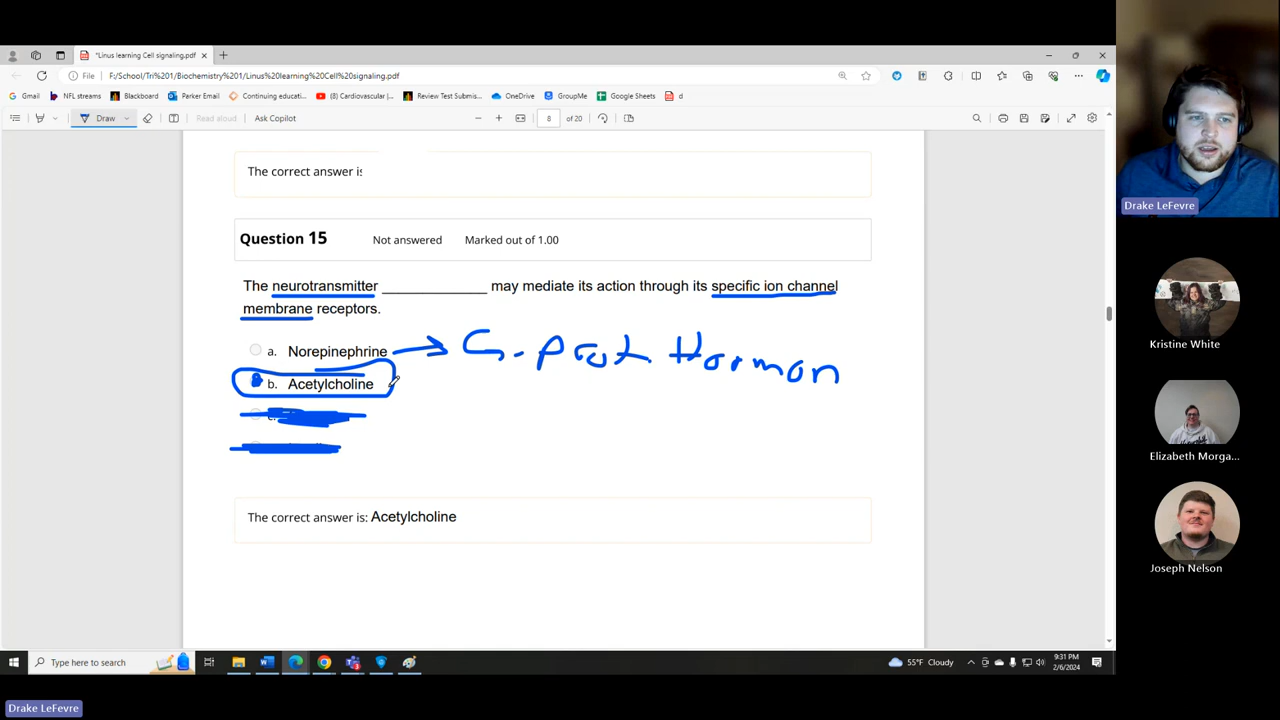 *Linus learning Cell signaling.pdf
File F:/School/Tri%201/Biochemistry%201/Linus%20learning%20Cell%20signaling.pdf
Gmail NFL streams Blackboard Parker Email Continuing educati... (8) Cardiovascular |... Review Test Submis... OneDrive GroupMe Google Sheets d
Draw Read aloud Ask Copilot 8 of 20
The correct answer is
Question 15 Not answered Marked out of 1.00
The neurotransmitter _____________ may mediate its action through its specific ion channel
membrane receptors.
a. Norepinephrine → G-Prot Hormon
b. Acetylcholine
The correct answer is: Acetylcholine
Drake LeFevre
Kristine White
Elizabeth Morga...
Joseph Nelson
Type here to search
55°F Cloudy
9:31 PM
2/6/2024
Drake LeFevre